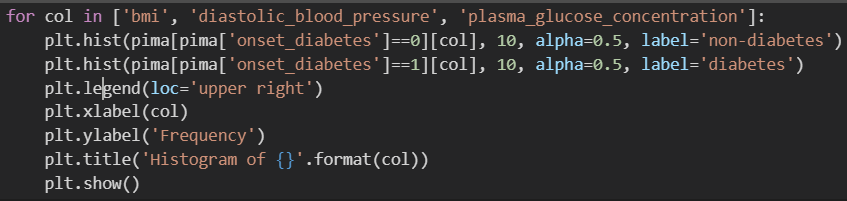 for col in ['bmi', 'diastolic_blood_pressure', 'plasma_glucose_concentration']:
    plt.hist(pima[pima['onset_diabetes']==0][col], 10, alpha=0.5, label='non-diabetes')
    plt.hist(pima[pima['onset_diabetes']==1][col], 10, alpha=0.5, label='diabetes')
    plt.legend(loc='upper right')
    plt.xlabel(col)
    plt.ylabel('Frequency')
    plt.title('Histogram of {}'.format(col))
    plt.show()